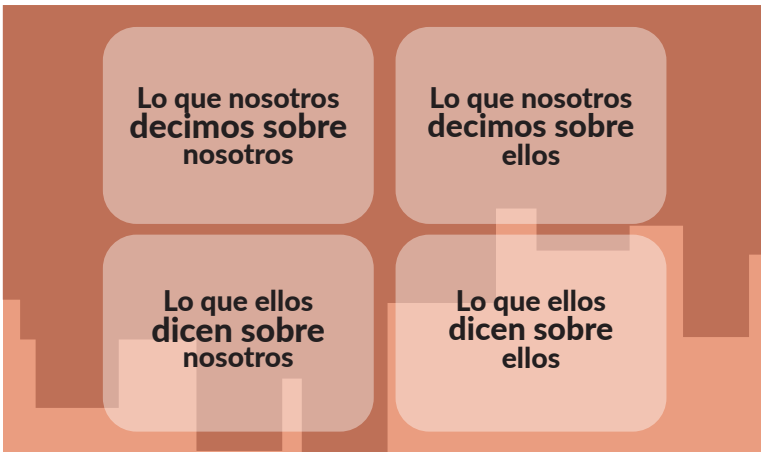 Lo que nosotros
decimos sobre
nosotros
Lo que nosotros
decimos sobre
ellos
Lo que ellos
dicen sobre
nosotros
Lo que ellos
dicen sobre
ellos